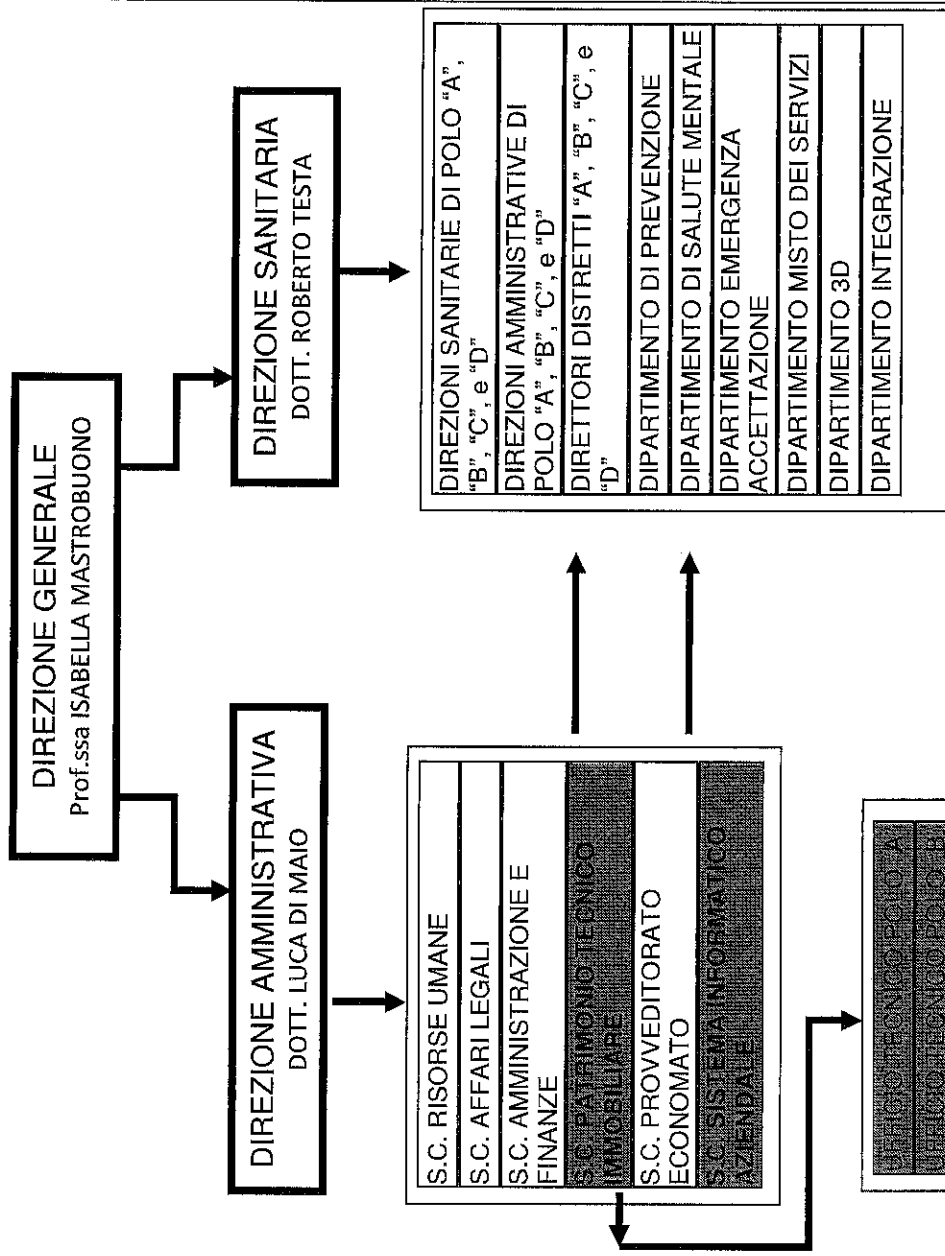 DIREZIONE GENERALE
Prof.ssa ISABELLA MASTROBUONO
DIREZIONE AMMINISTRATIVA
DOTT. LUCA DI MAIO
DIREZIONE SANITARIA
DOTT. ROBERTO TESTA
S.C. RISORSE UMANE
S.C. AFFARI LEGALI
S.C. AMMINISTRAZIONE E
FINANZE
S.C. PATRIMONIO TECNICO
IMMOBILIARE
S.C. PROVVEDITORATO
ECONOMATO
S.C. SISTEMA INFORMATICO
AZIENDALE
DIREZIONI SANITARIE DI POLO “A”,
“B”, “C”, e “D”
DIREZIONI AMMINISTRATIVE DI
POLO “A”, “B”, “C”, e “D”
DIRETTORI DISTRETTI “A”, “B”, “C”, e
“D”
DIPARTIMENTO DI PREVENZIONE
DIPARTIMENTO DI SALUTE MENTALE
DIPARTIMENTO EMERGENZA
ACCETTAZIONE
DIPARTIMENTO MISTO DEI SERVIZI
DIPARTIMENTO 3D
DIPARTIMENTO INTEGRAZIONE
UFFICIO TECNICO POLO A
UFFICIO TECNICO POLO B